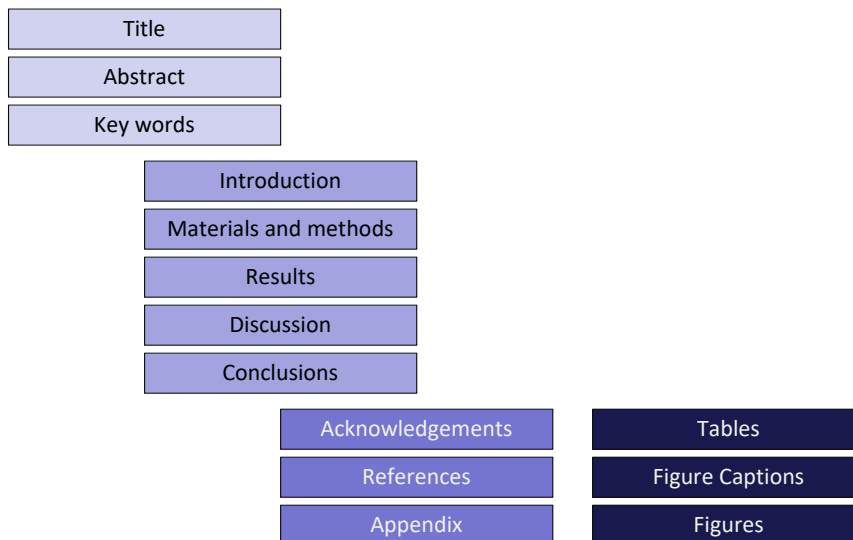 Title
Abstract
Key words
Introduction
Materials and methods
Results
Discussion
Conclusions
Acknowledgements
References
Appendix
Tables
Figure Captions
Figures